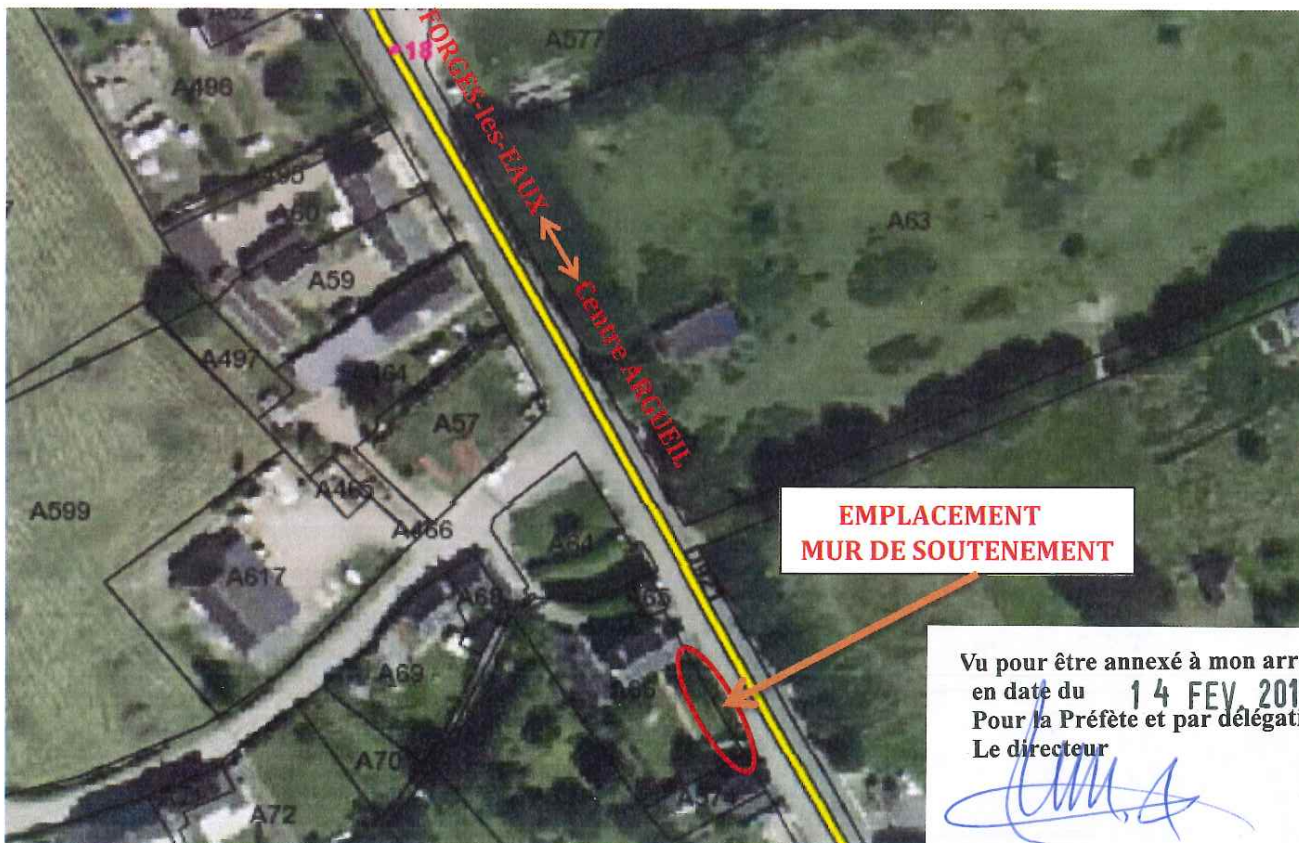 18
A577
A498
FORGES-les-EAUX
Centre ARGUEIL
A60
A59
A63
A497
A57
A465
A466
A599
A617
A64
A68
A69
A66
A70
A72
EMPLACEMENT
MUR DE SOUTENEMENT
Vu pour être annexé à mon arr
en date du 14 FEV. 201
Pour la Préfète et par délégati
Le directeur